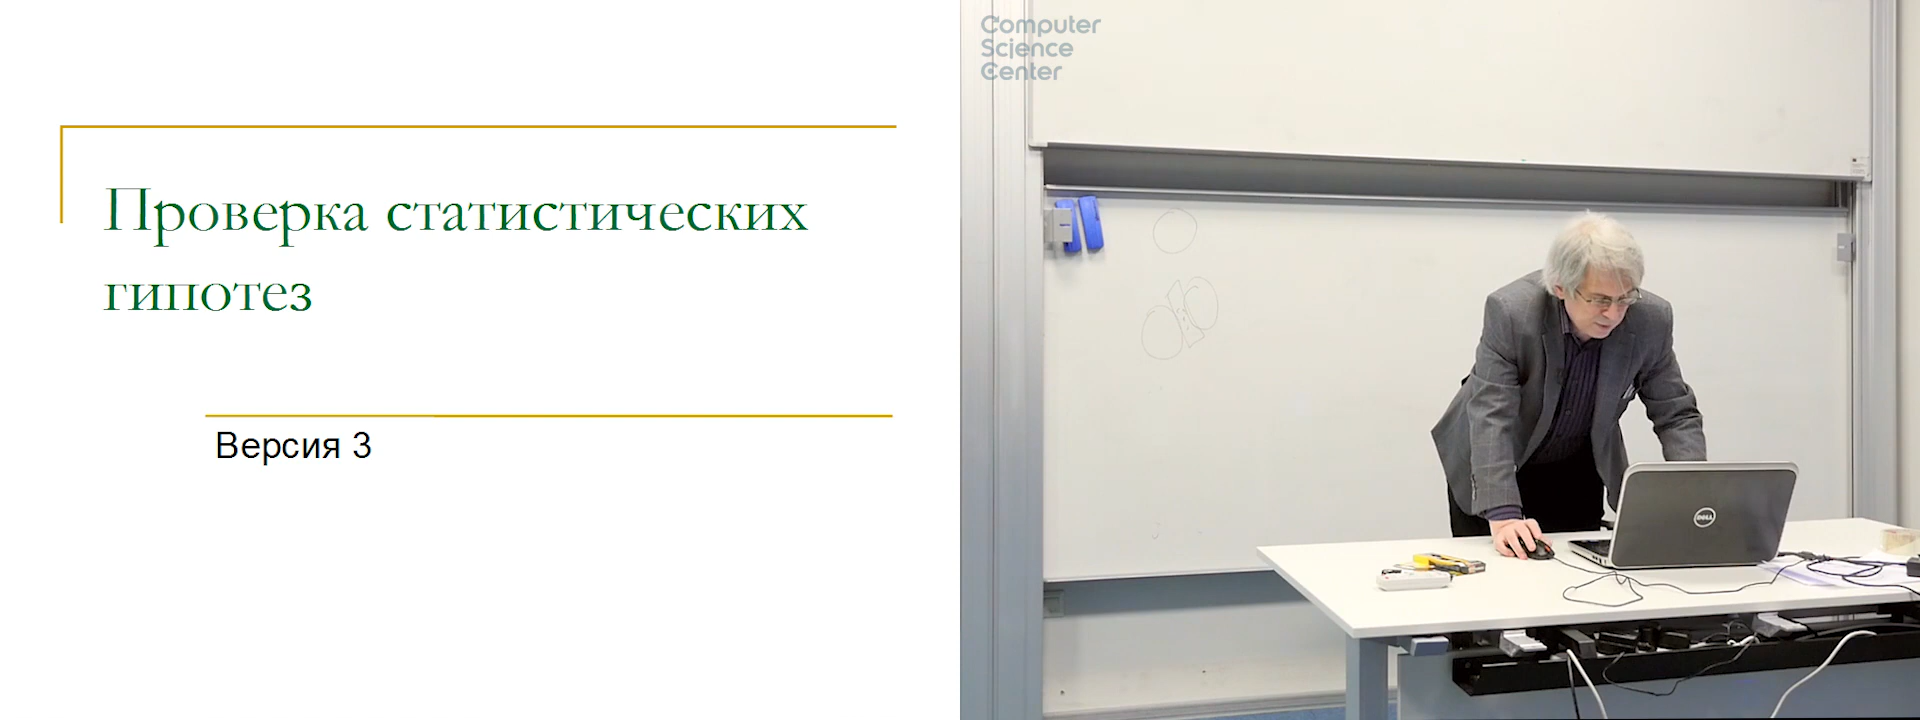 Проверка статистических
гипотез
Версия 3
Computer
Science
Center
DELL